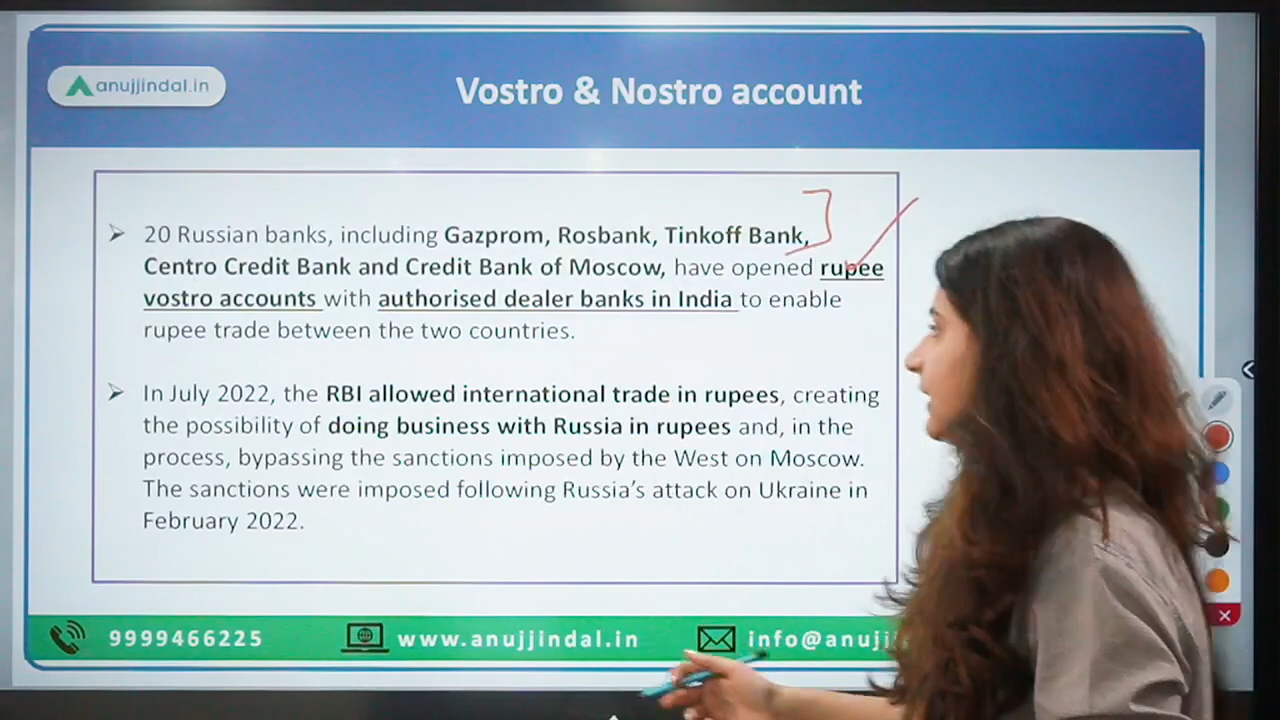 anujjindal.in
Vostro & Nostro account
20 Russian banks, including Gazprom, Rosbank, Tinkoff Bank,
Centro Credit Bank and Credit Bank of Moscow, have opened rupee
vostro accounts with authorised dealer banks in India to enable
rupee trade between the two countries.
In July 2022, the RBI allowed international trade in rupees, creating
the possibility of doing business with Russia in rupees and, in the
process, bypassing the sanctions imposed by the West on Moscow.
The sanctions were imposed following Russia's attack on Ukraine in
February 2022.
9999466225 www.anujjindal.in